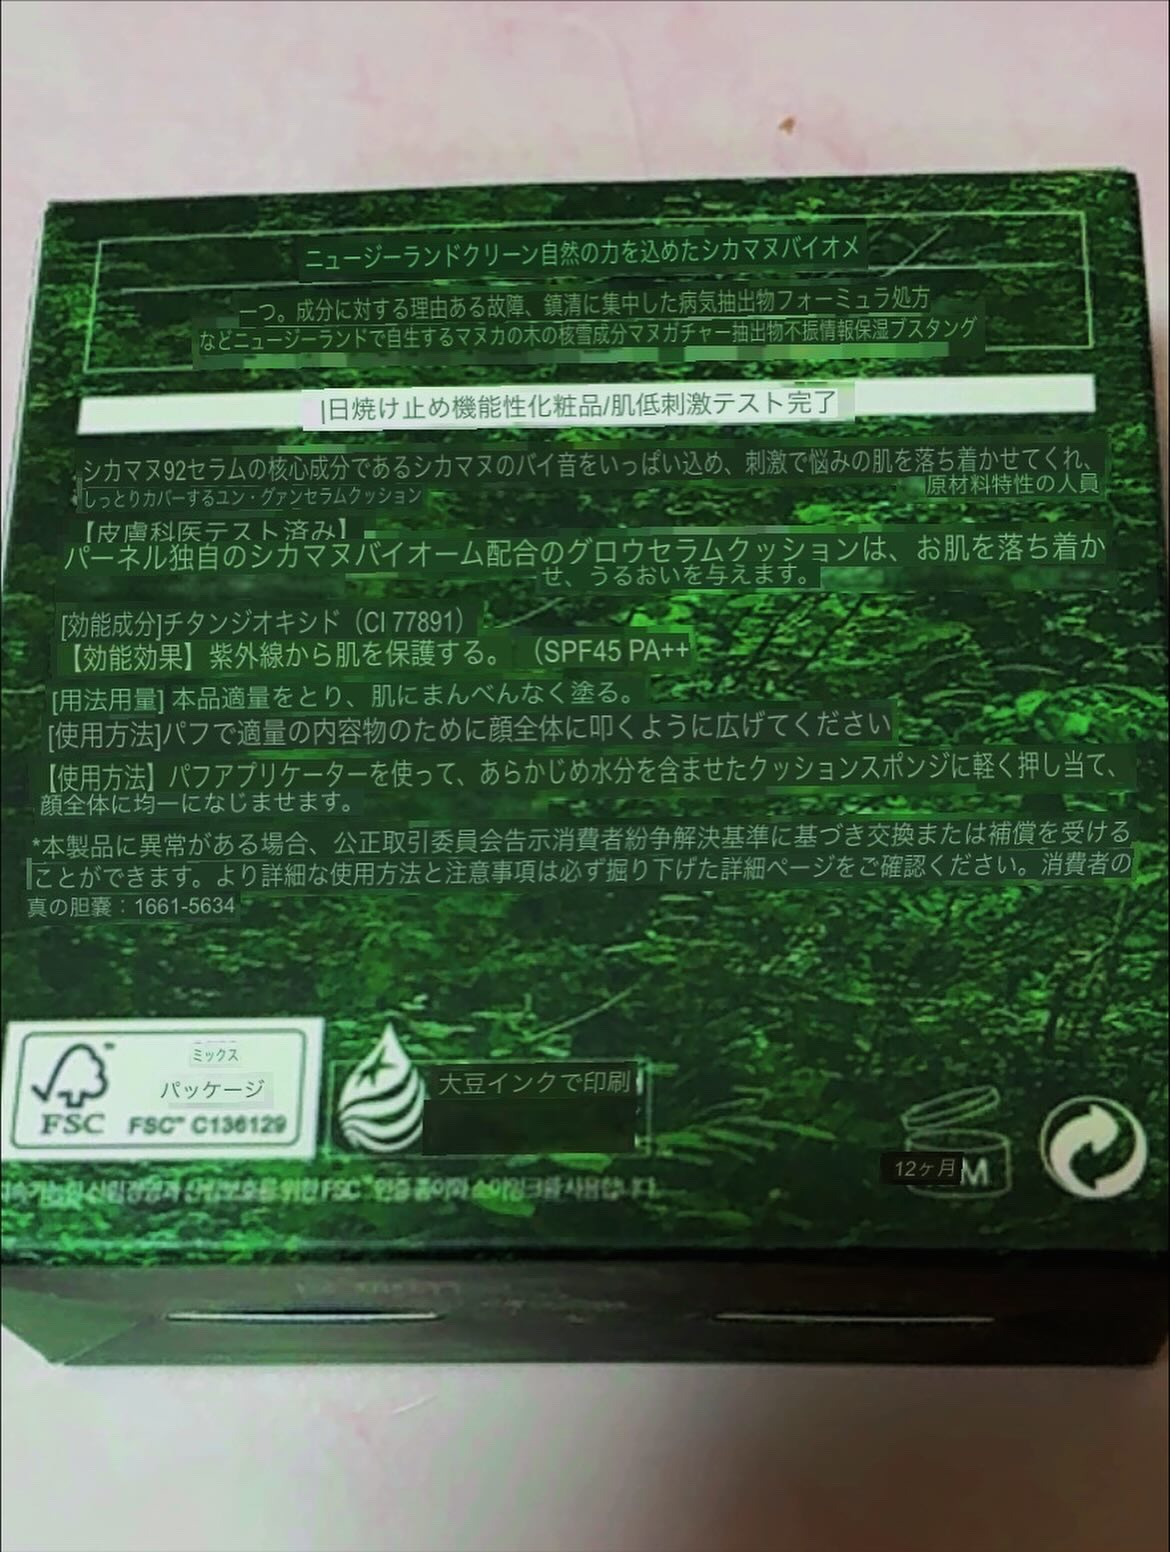 ニュージーランドクリーン自然の力を込めたシカマヌバイオメ
一つ。成分に対する理由ある故障、鎮清に集中した病気抽出物フォーミュラ処方
などニュージーランドで自生するマヌカの木の核雪成分マヌガチャー抽出物不振情報保湿ブスタング
日焼け止め機能性化粧品/肌低刺激テスト完了
シカマヌ92セラムの核心成分であるシカマヌのバイ音をいっぱい込め、刺激で悩みの肌を落ち着かせてくれ、
しっとりカバーするユン・グァンセラムクッション
原材料特性の人員
【皮膚科医テスト済み】
パーネル独自のシカマヌバイオーム配合のグロウセラムクッションは、お肌を落ち着か
せ、うるおいを与えます。
[効能成分]チタンジオキシド（CI 77891）
【効能効果】紫外線から肌を保護する。（SPF45 PA++
[用法用量] 本品適量をとり、肌にまんべんなく塗る。
[使用方法]パフで適量の内容物のために顔全体に叩くように広げてください
【使用方法】パフアプリケーターを使って、あらかじめ水分を含ませたクッションスポンジに軽く押し当て、
顔全体に均一になじませます。
*本製品に異常がある場合、公正取引委員会告示消費者紛争解決基準に基づき交換または補償を受ける
ことができます。より詳細な使用方法と注意事項は必ず掘り下げた詳細ページをご確認ください。消費者の
真の胆嚢：1661-5634
ミックス
パッケージ
FSC
FSC™ C136129
大豆インクで印刷
12ヶ月M